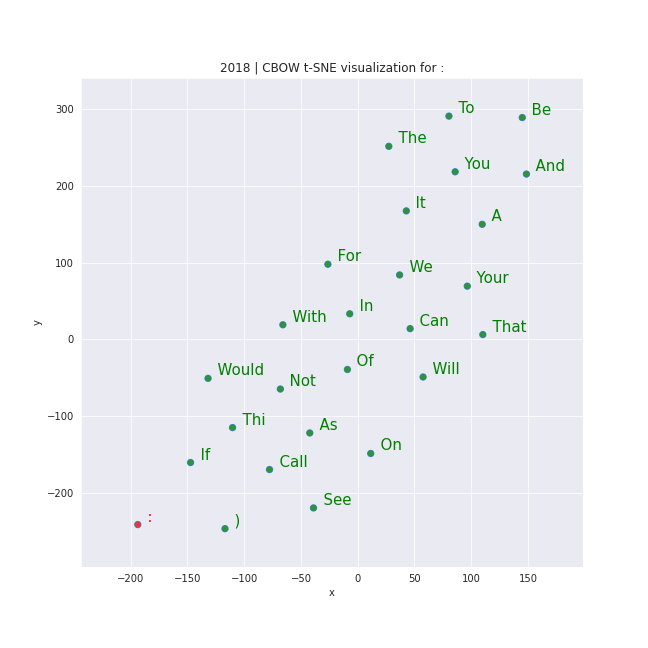 2018 | CBOW t-SNE visualization for :
300
To
Be
The
You
And
200
It
A
For
We
100
Your
In
With
Can
That
0
Of
Would
Will
Not
−100
Thi
As
On
If
Call
−200
See
:
)
y
−200 −150 −100 −50 0 50 100 150
x